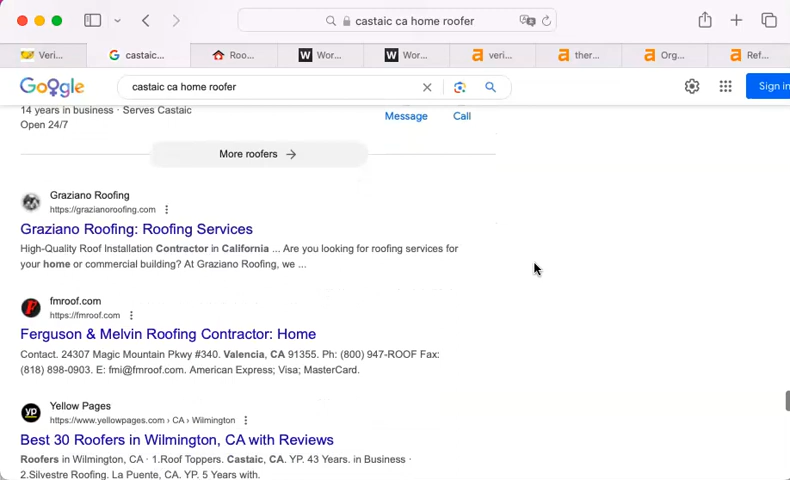 castaic ca home roofer
Veri...
castaic...
Roo...
Wor...
Wor...
veri...
ther...
Org...
Ref...
Google
castaic ca home roofer
Sign in
14 years in business · Serves Castaic
Open 24/7
Message
Call
More roofers →
Graziano Roofing
https://grazianoroofing.com
Graziano Roofing: Roofing Services
High-Quality Roof Installation Contractor in California ... Are you looking for roofing services for
your home or commercial building? At Graziano Roofing, we ...
F
fmroof.com
https://fmroof.com
Ferguson & Melvin Roofing Contractor: Home
Contact. 24307 Magic Mountain Pkwy #340. Valencia, CA 91355. Ph: (800) 947-ROOF Fax:
(818) 898-0903. E: fmi@fmroof.com. American Express; Visa; MasterCard.
yp
Yellow Pages
https://www.yellowpages.com › CA › Wilmington
Best 30 Roofers in Wilmington, CA with Reviews
Roofers in Wilmington, CA · 1.Roof Toppers. Castaic, CA. YP. 43 Years. in Business ·
2.Silvestre Roofing. La Puente, CA. YP. 5 Years with.